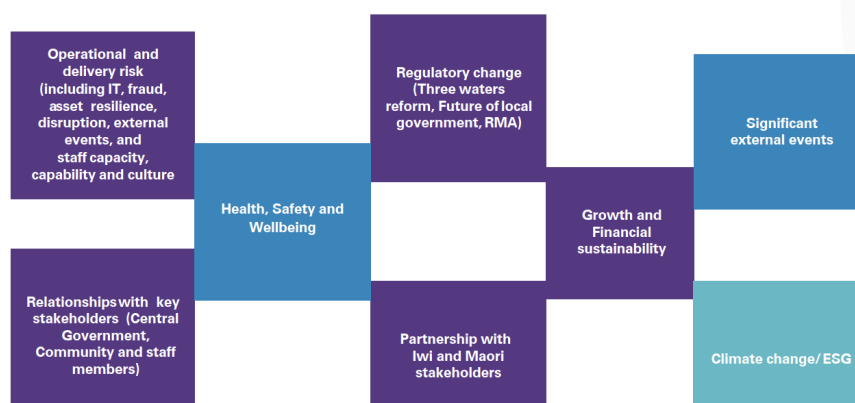 Operational and
delivery risk
(including IT, fraud,
asset resilience,
disruption, external
events, and
staff capacity,
capability and culture
Regulatory change
(Three waters
reform, Future of local
government, RMA)
Significant
external events
Health, Safety and
Wellbeing
Growth and
Financial
sustainability
Relationships with key
stakeholders (Central
Government,
Community and staff
members)
Partnership with
Iwi and Maori
stakeholders
Climate change/ ESG